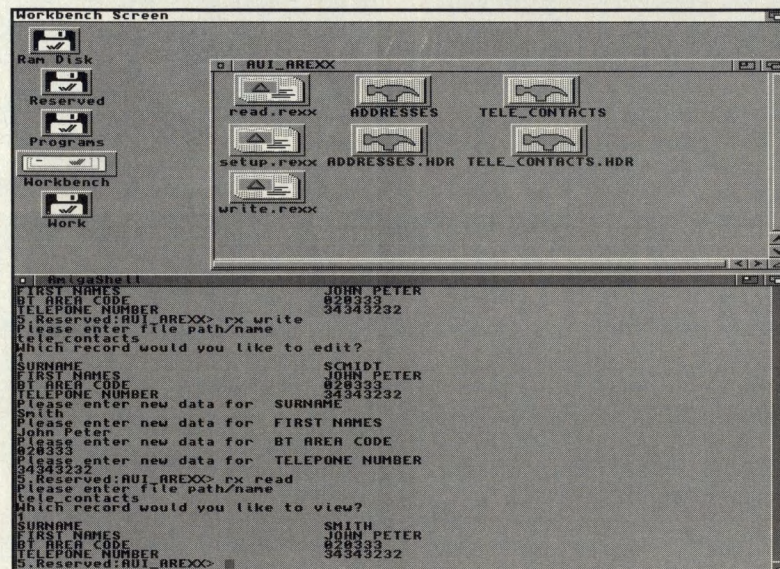 Workbench Screen
Ram Disk
Reserved
Programs
Workbench
Work
AUI_AREXX
read.rexx ADDRESSES TELE_CONTACTS
setup.rexx ADDRESSES.HDR TELE_CONTACTS.HDR
write.rexx
AmigaShell
FIRST NAMES JOHN PETER
BT AREA CODE 020333
TELEPONE NUMBER 34343232
5.Reserved:AUI_AREXX> rx write
Please enter file path/name
tele_contacts
Which record would you like to edit?
1
SURNAME SCMIDT
FIRST NAMES JOHN PETER
BT AREA CODE 020333
TELEPONE NUMBER 34343232
Please enter new data for SURNAME
Smith
Please enter new data for FIRST NAMES
John Peter
Please enter new data for BT AREA CODE
020333
Please enter new data for TELEPONE NUMBER
34343232
5.Reserved:AUI_AREXX> rx read
Please enter file path/name
tele_contacts
Which record would you like to view?
1
SURNAME SMITH
FIRST NAMES JOHN PETER
BT AREA CODE 020333
TELEPONE NUMBER 34343232
5.Reserved:AUI_AREXX>